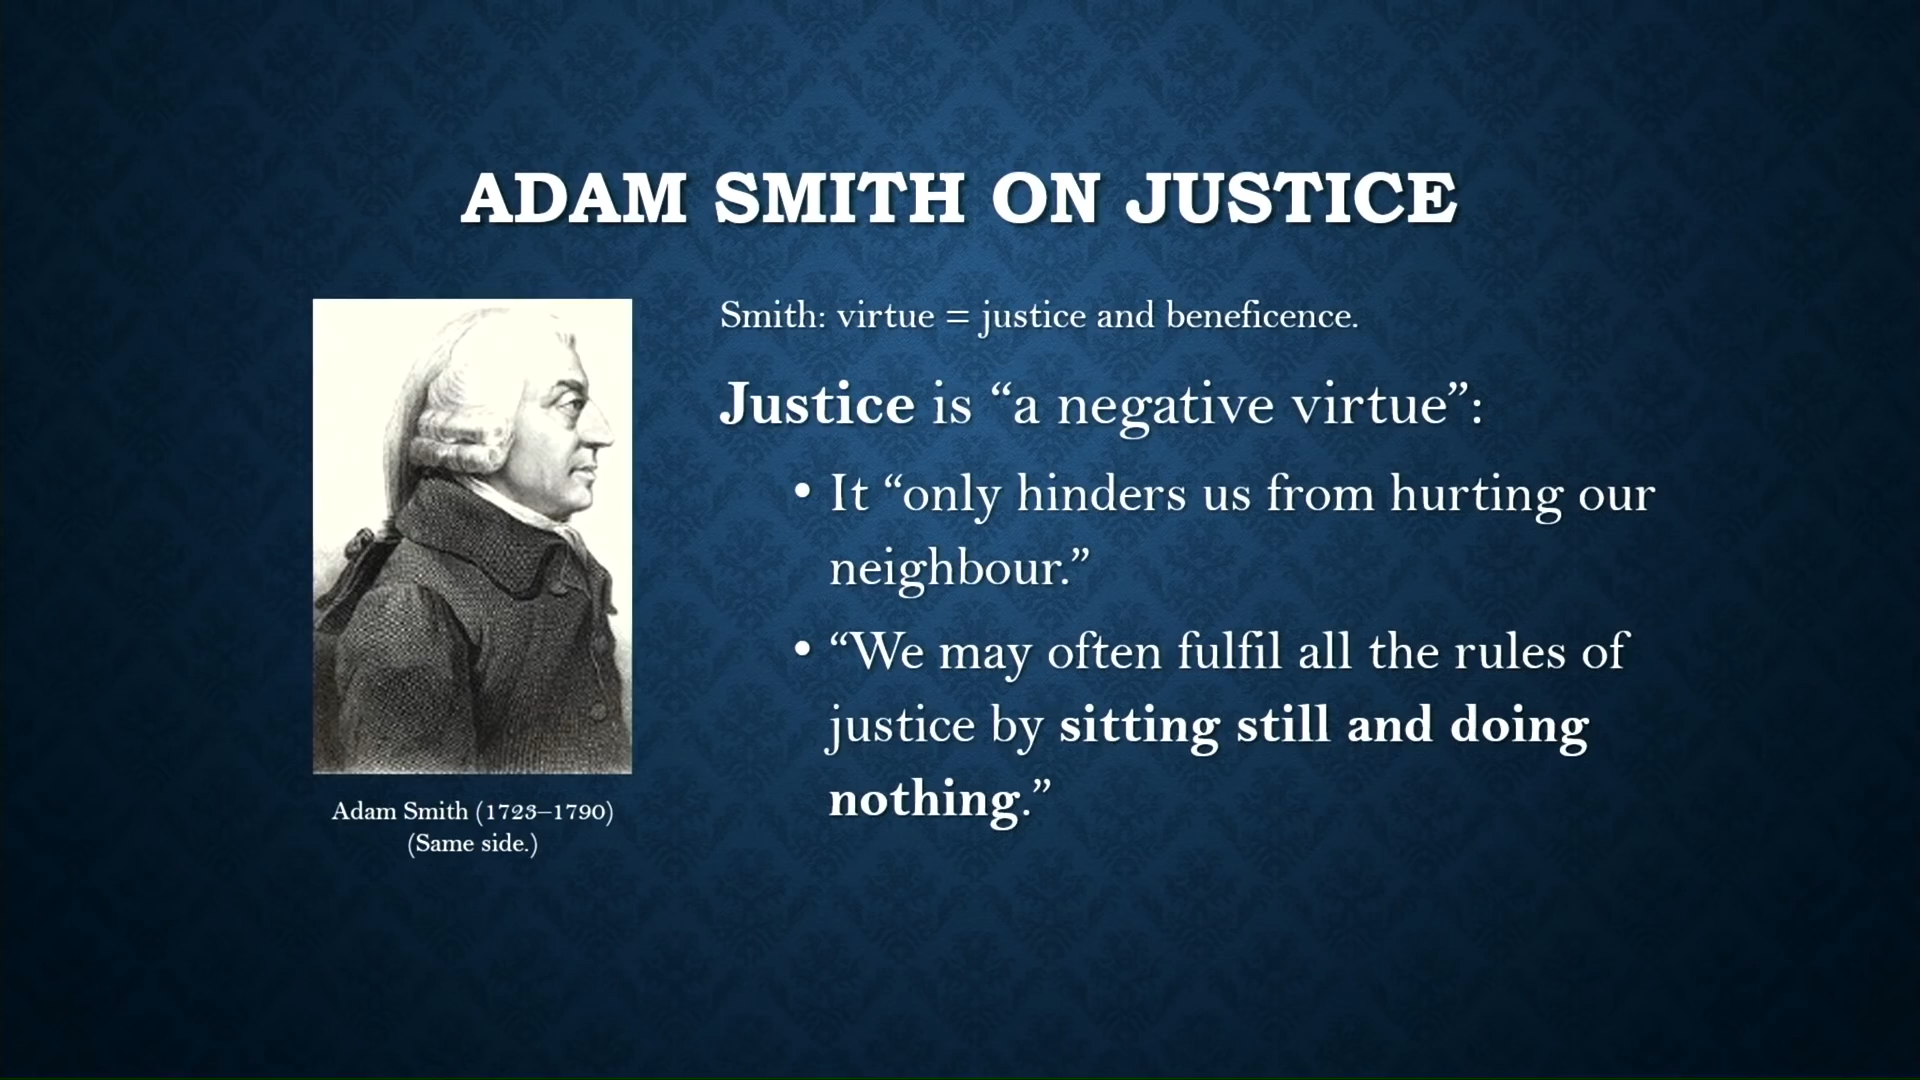 ADAM SMITH ON JUSTICE
Smith: virtue = justice and beneficence.
Justice is “a negative virtue”:
• It “only hinders us from hurting our
neighbour.”
• “We may often fulfil all the rules of
justice by sitting still and doing
nothing.”
Adam Smith (1723–1790)
(Same side.)